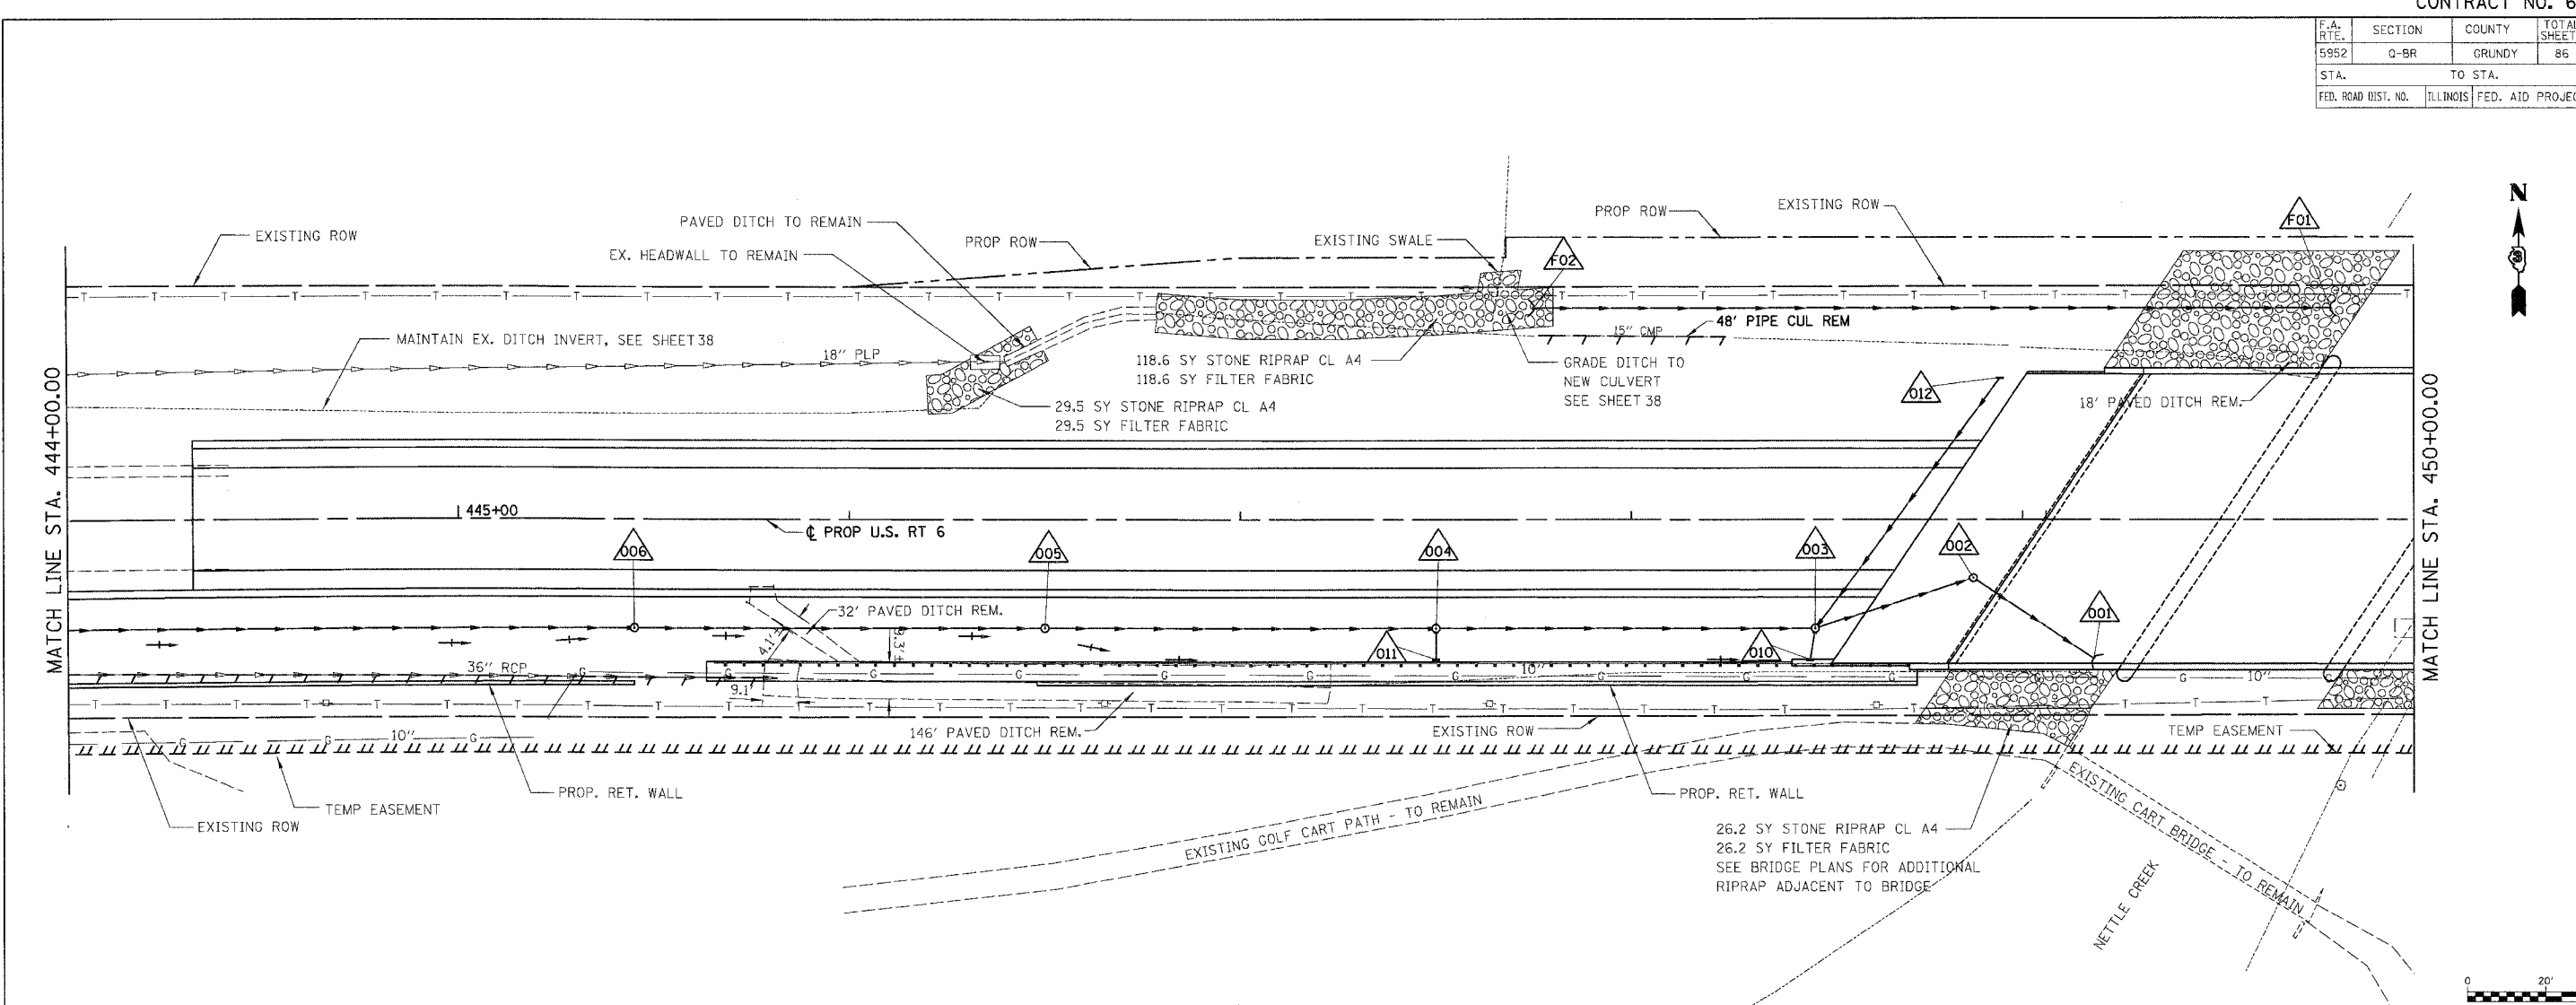 CONTRACT NO. 6
F.A. RTE. SECTION COUNTY TOTAL SHEET
5952 Q-BR GRUNDY 86
STA. TO STA.
FED. ROAD DIST. NO. ILLINOIS FED. AID PROJEC
N
EXISTING ROW
PAVED DITCH TO REMAIN
EX. HEADWALL TO REMAIN
PROP ROW
EXISTING SWALE
F02
PROP ROW
EXISTING ROW
F01
MAINTAIN EX. DITCH INVERT, SEE SHEET 38
18" PLP
15" CMP
48' PIPE CUL REM
118.6 SY STONE RIPRAP CL A4
118.6 SY FILTER FABRIC
GRADE DITCH TO
NEW CULVERT
SEE SHEET 38
29.5 SY STONE RIPRAP CL A4
29.5 SY FILTER FABRIC
012
18' PAVED DITCH REM.
MATCH LINE STA. 444+00.00
MATCH LINE STA. 450+00.00
445+00
℄ PROP U.S. RT 6
006
005
004
003
002
001
32' PAVED DITCH REM.
4.1'±
9.3'±
011
010
36" RCP
10"
9.1'
10"
146' PAVED DITCH REM.
EXISTING ROW
TEMP EASEMENT
10"
PROP. RET. WALL
TEMP EASEMENT
EXISTING ROW
PROP. RET. WALL
EXISTING GOLF CART PATH - TO REMAIN
26.2 SY STONE RIPRAP CL A4
26.2 SY FILTER FABRIC
SEE BRIDGE PLANS FOR ADDITIONAL
RIPRAP ADJACENT TO BRIDGE
EXISTING CART BRIDGE - TO REMAIN
NETTLE CREEK
0 20'